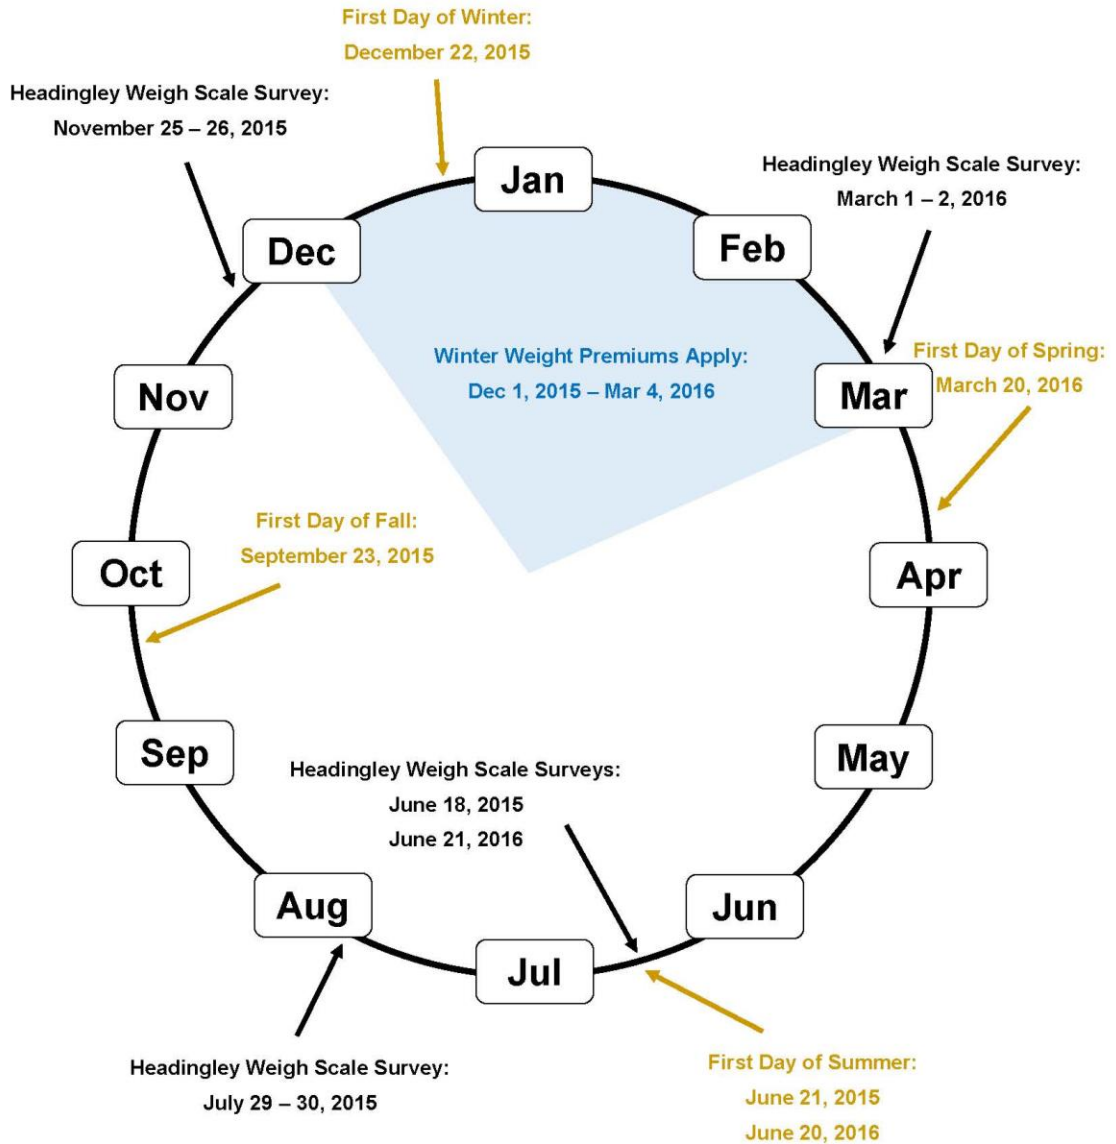 First Day of Winter:
December 22, 2015
Headingley Weigh Scale Survey:
November 25 – 26, 2015
Jan
Headingley Weigh Scale Survey:
March 1 – 2, 2016
Dec
Feb
Winter Weight Premiums Apply:
Dec 1, 2015 – Mar 4, 2016
First Day of Spring:
March 20, 2016
Nov
Mar
First Day of Fall:
September 23, 2015
Oct
Apr
Sep
May
Headingley Weigh Scale Surveys:
June 18, 2015
June 21, 2016
Aug
Jun
Jul
Headingley Weigh Scale Survey:
July 29 – 30, 2015
First Day of Summer:
June 21, 2015
June 20, 2016